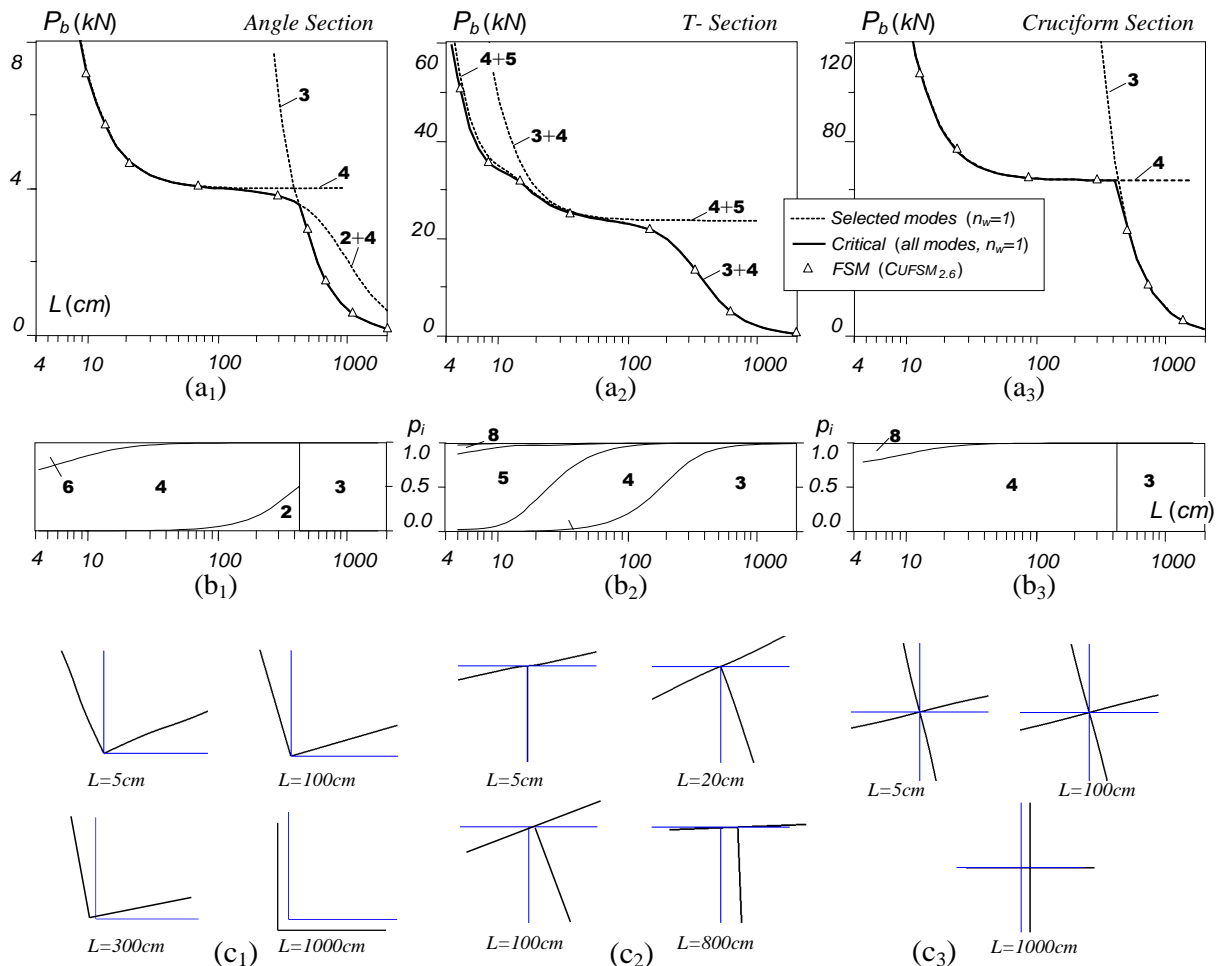 P_b (kN) Angle Section
8
4
0
3
4
2+4
L (cm)
4 10 100 1000
(a₁)
P_b (kN) T- Section
60
40
20
0
4+5
3+4
4+5
3+4
4 10 100 1000
(a₂)
P_b (kN) Cruciform Section
120
80
0
3
4
Selected modes (n_w=1)
Critical (all modes, n_w=1)
FSM (CUFSM2.6)
4 10 100 1000
(a₃)
6 4 2 3
4 10 100 1000
(b₁)
p_i
1.0
0.5
0.0
8
5 4 3
4 10 100 1000
(b₂)
p_i
1.0
0.5
0.0
8
4 3
L (cm)
4 10 100 1000
(b₃)
L=5cm L=100cm
L=300cm L=1000cm
(c₁)
L=5cm L=20cm
L=100cm L=800cm
(c₂)
L=5cm L=100cm
L=1000cm
(c₃)